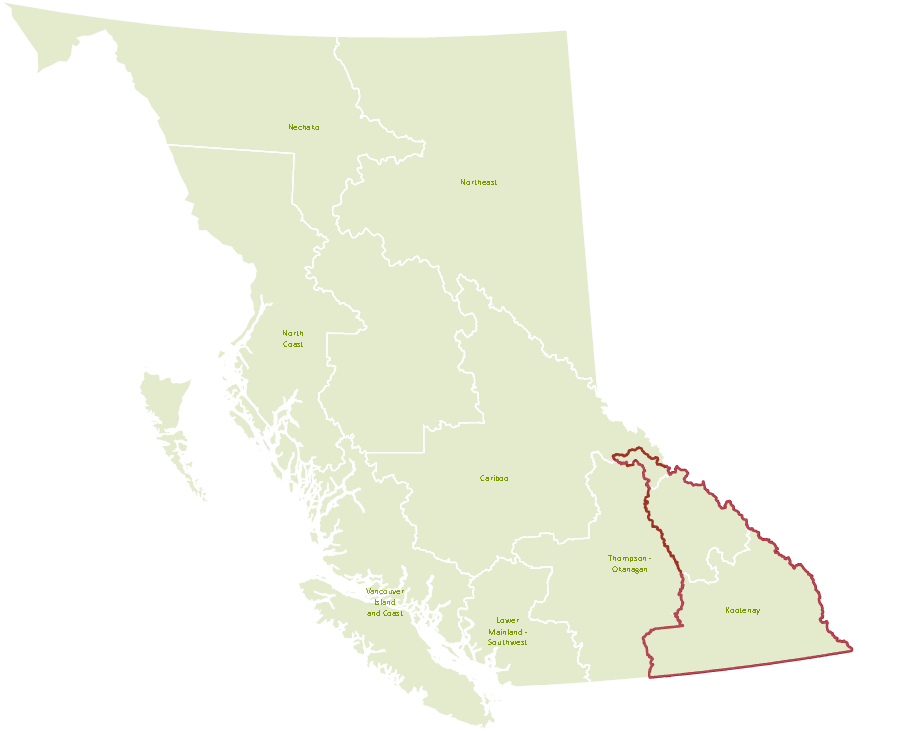 Nechako
Northeast
North
Coast
Cariboo
Thompson -
Okanagan
Vancouver
Island
and Coast
Kootenay
Lower
Mainland -
Southwest